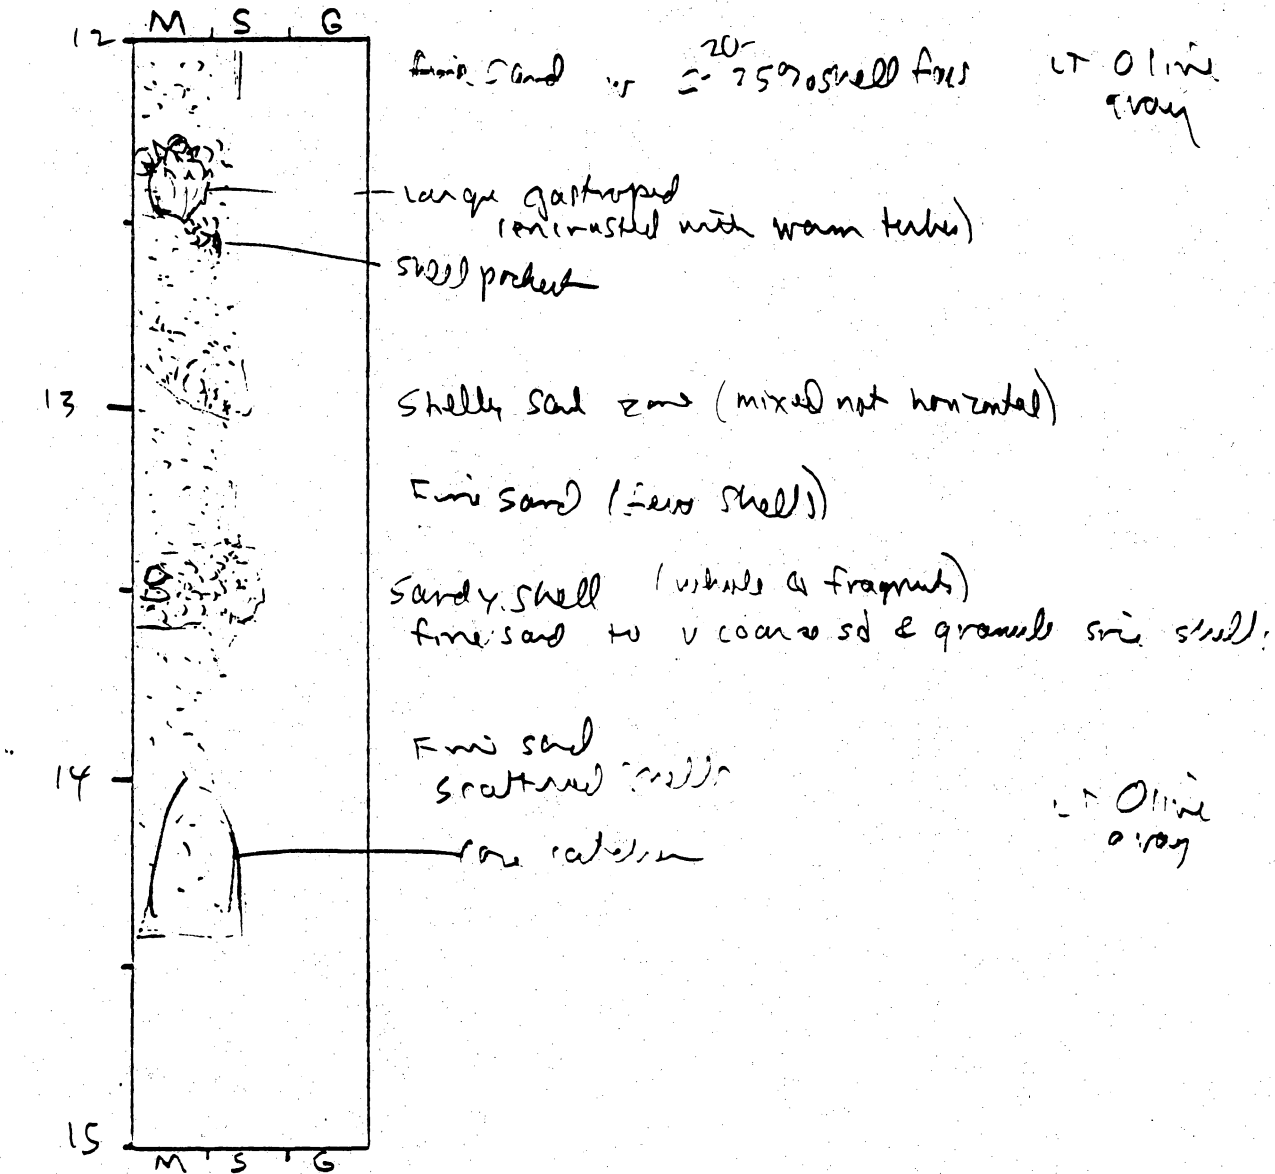 M S G
12
fine sand w ≈ 20-25% shell frags LT Olive
gray
large gastropod
(encrusted with worm tubes)
shell pocket
13
Shelly sand zone (mixed not horizontal)
Fine sand (few shells)
Sandy shell (whole & fragments)
fine sand to v coarse sd & granule size shell.
Fine sand
14
scattered shells
LT Olive
gray
core catcher
15
M S G